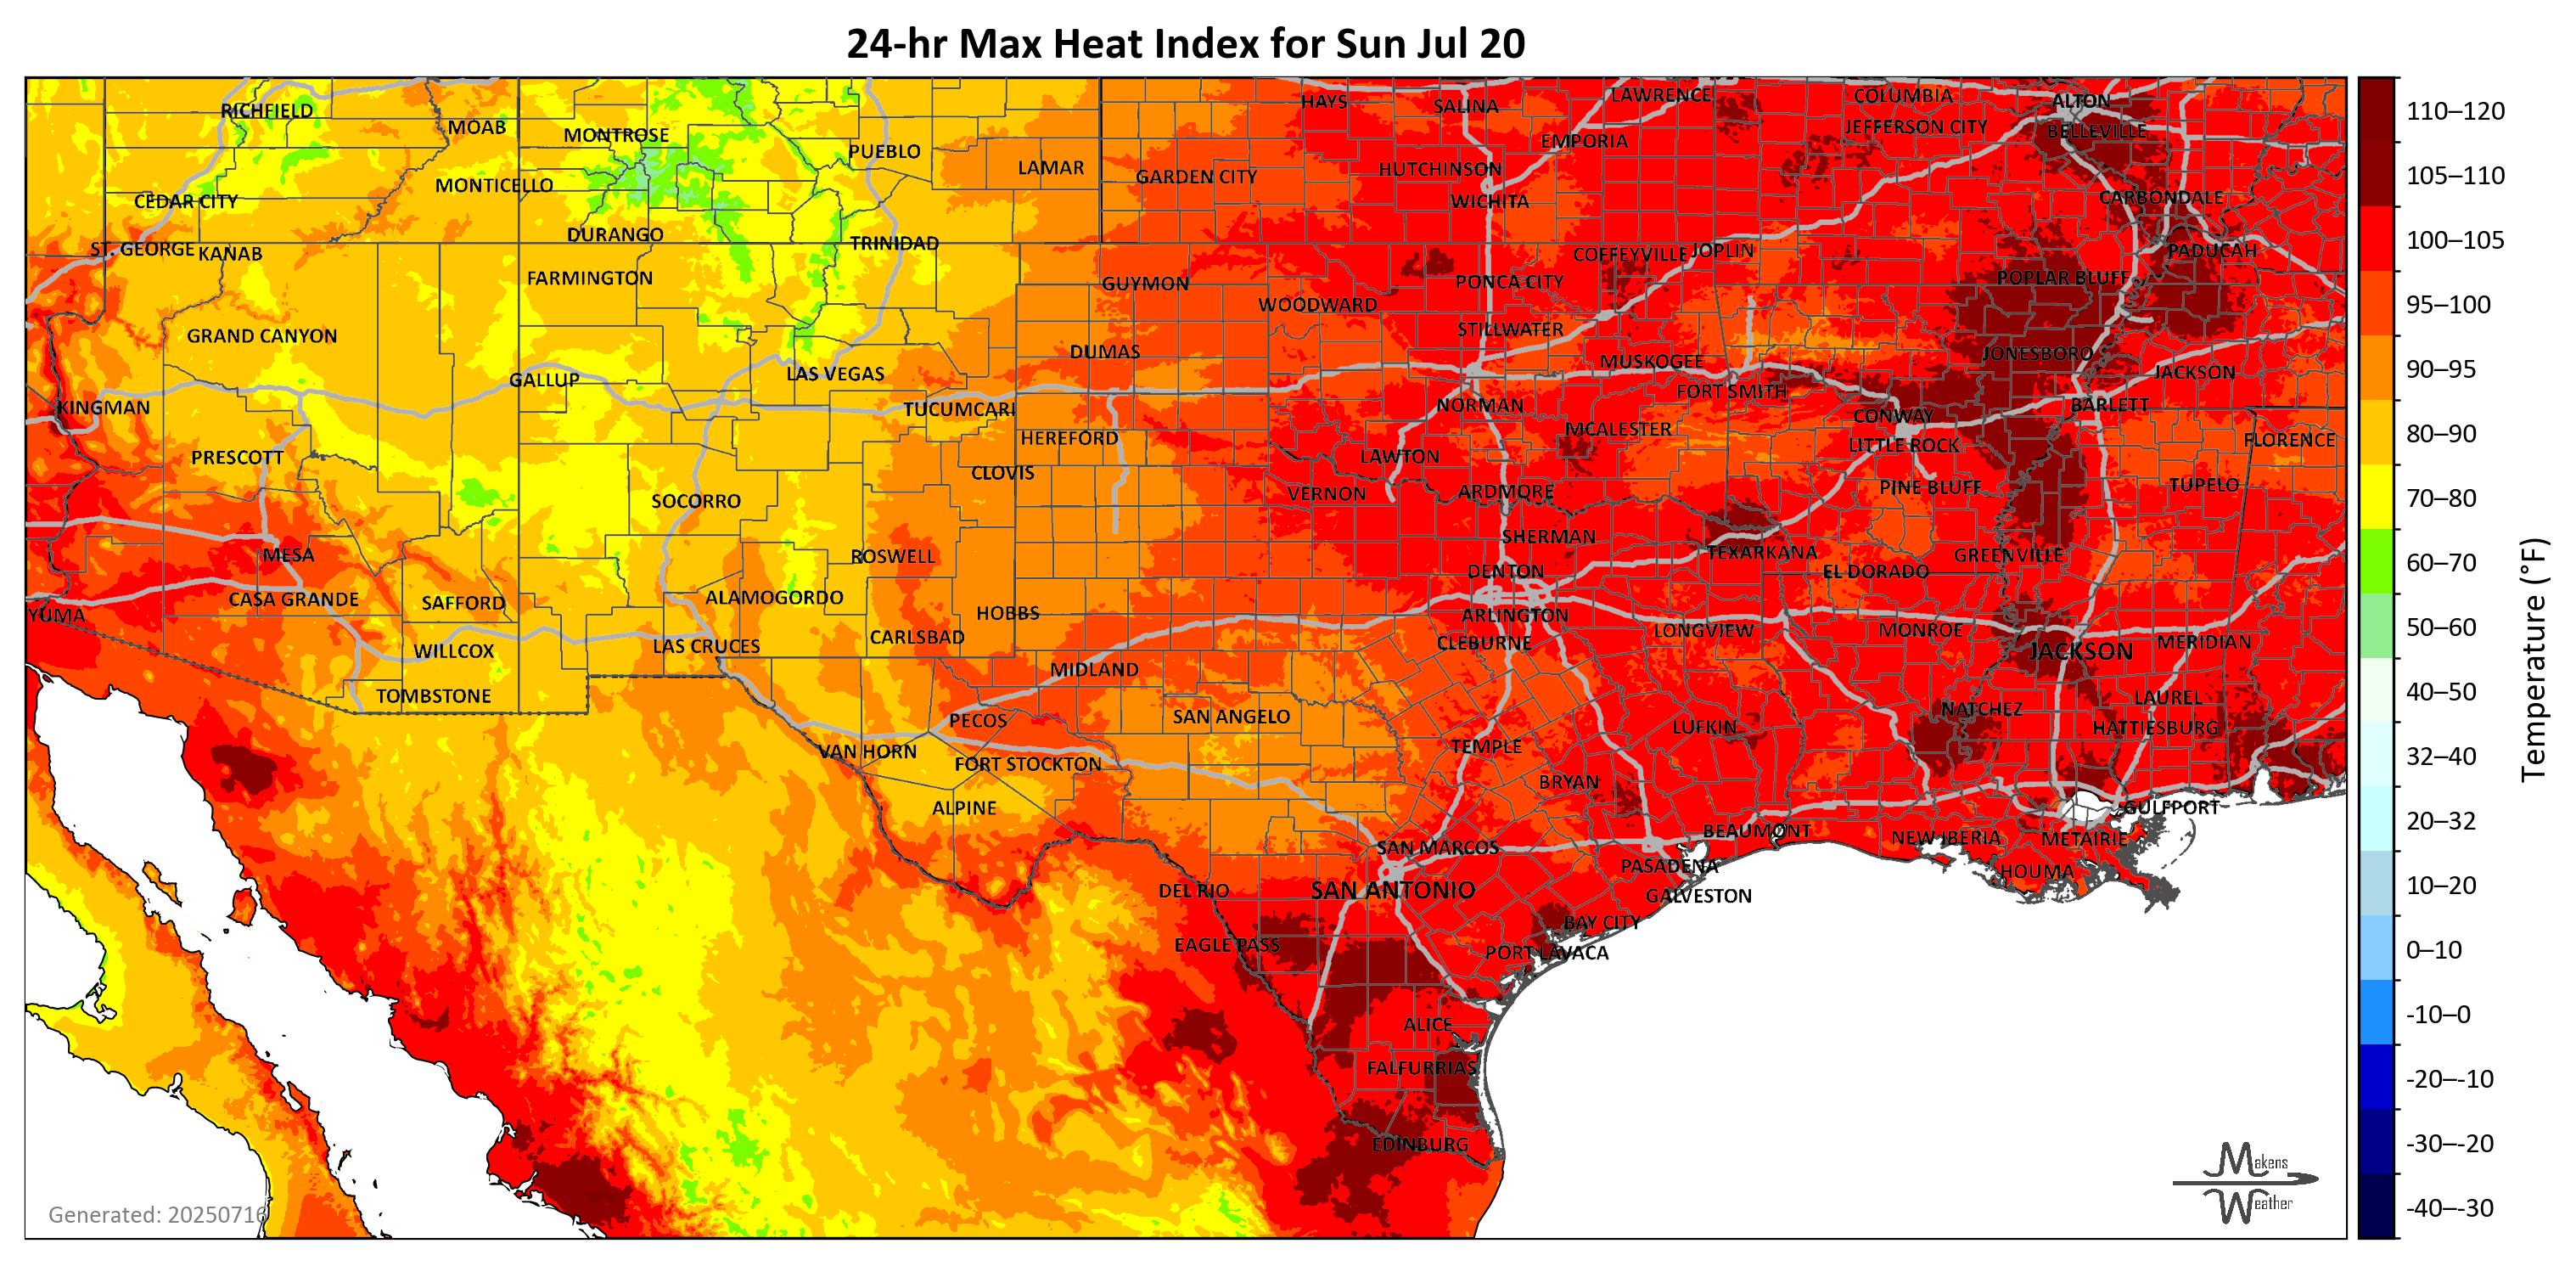 24-hr Max Heat Index for Sun Jul 20
HAYS
SALINA
LAWRENCE
COLUMBIA
ALTON
RICHFIELD
MOAB
MONTROSE
PUEBLO
EMPORIA
JEFFERSON CITY
BELLEVILLE
LAMAR
GARDEN CITY
HUTCHINSON
MONTICELLO
CEDAR CITY
WICHITA
CARBONDALE
DURANGO
TRINIDAD
ST. GEORGE
KANAB
COFFEYVILLE
JOPLIN
PADUCAH
FARMINGTON
GUYMON
PONCA CITY
POPLAR BLUFF
WOODWARD
GRAND CANYON
STILLWATER
DUMAS
MUSKOGEE
JONESBORO
GALLUP
LAS VEGAS
JACKSON
FORT SMITH
KINGMAN
TUCUMCARI
NORMAN
CONWAY
BARLETT
HEREFORD
MCALESTER
LITTLE ROCK
FLORENCE
PRESCOTT
CLOVIS
LAWTON
SOCORRO
VERNON
ARDMORE
PINE BLUFF
TUPELO
SHERMAN
MESA
ROSWELL
TEXARKANA
GREENVILLE
DENTON
EL DORADO
CASA GRANDE
SAFFORD
ALAMOGORDO
HOBBS
YUMA
ARLINGTON
LONGVIEW
MONROE
CARLSBAD
CLEBURNE
MERIDIAN
WILLCOX
LAS CRUCES
JACKSON
MIDLAND
TOMBSTONE
LAUREL
PECOS
SAN ANGELO
NATCHEZ
LUFKIN
HATTIESBURG
VAN HORN
TEMPLE
FORT STOCKTON
BRYAN
ALPINE
GULFPORT
BEAUMONT
NEW IBERIA
METAIRIE
SAN MARCOS
PASADENA
HOUMA
DEL RIO
SAN ANTONIO
GALVESTON
BAY CITY
EAGLE PASS
PORT LAVACA
ALICE
FALFURRIAS
EDINBURG
Generated: 20250716
Makens
Weather
110–120
105–110
100–105
95–100
90–95
80–90
70–80
60–70
50–60
40–50
32–40
20–32
10–20
0–10
-10–0
-20–-10
-30–-20
-40–-30
Temperature (°F)